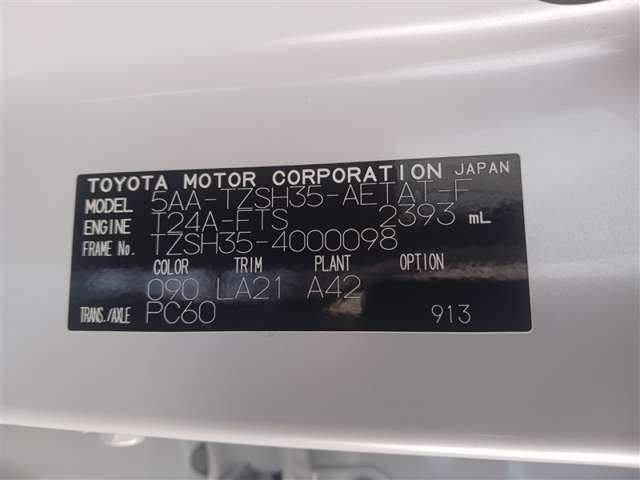 TOYOTA MOTOR CORPORATION JAPAN
MODEL 5AA-TZSH35-AETAT-F
ENGINE T24A-FTS 2393 mL
FRAME No. TZSH35-4000098
COLOR TRIM PLANT OPTION
090 LA21 A42
TRANS./AXLE PC60 913